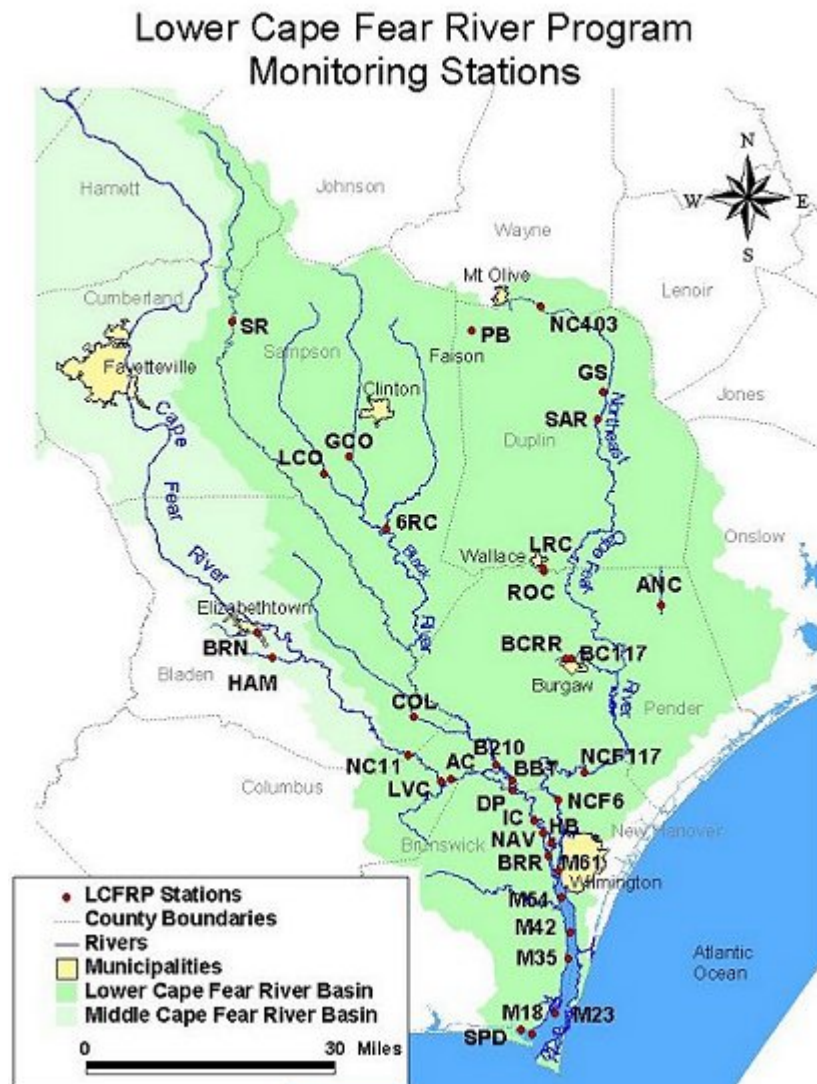 Lower Cape Fear River Program
Monitoring Stations
N
W
E
S
Harnett
Johnson
Wayne
Mt Olive
Lenoir
Cumberland
SR
NC403
PB
Sampson
Faison
Fayetteville
GS
Jones
Clinton
SAR
Northeast
Cape
Duplin
GCO
LCO
Fear
6RC
Onslow
Black
LRC
Cape Fear
Wallace
River
ROC
ANC
Elizabethtown
River
BRN
BCRR
BC117
Bladen
HAM
Burgaw
River
Pender
COL
B210
NC11
AC
BBT
NCF117
Columbus
LVC
DP
NCF6
IC
HB
New Hanover
Brunswick
NAV
BRR
M61
Wilmington
M54
M42
M35
Atlantic
Ocean
M18
M23
SPD
LCFRP Stations
County Boundaries
Rivers
Municipalities
Lower Cape Fear River Basin
Middle Cape Fear River Basin
0
30 Miles